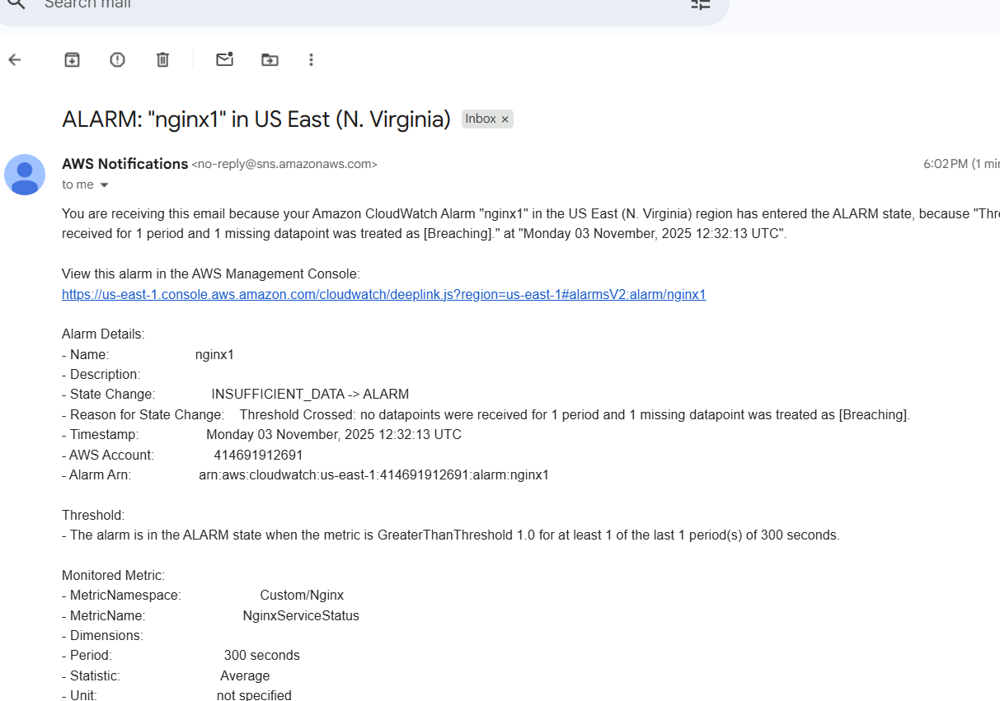 Search mail
ALARM: "nginx1" in US East (N. Virginia) Inbox ×
AWS Notifications <no-reply@sns.amazonaws.com> 6:02 PM (1 min
to me
You are receiving this email because your Amazon CloudWatch Alarm "nginx1" in the US East (N. Virginia) region has entered the ALARM state, because "Thre
received for 1 period and 1 missing datapoint was treated as [Breaching]." at "Monday 03 November, 2025 12:32:13 UTC".
View this alarm in the AWS Management Console:
https://us-east-1.console.aws.amazon.com/cloudwatch/deeplink.js?region=us-east-1#alarmsV2:alarm/nginx1
Alarm Details:
- Name: nginx1
- Description:
- State Change: INSUFFICIENT_DATA -> ALARM
- Reason for State Change: Threshold Crossed: no datapoints were received for 1 period and 1 missing datapoint was treated as [Breaching].
- Timestamp: Monday 03 November, 2025 12:32:13 UTC
- AWS Account: 414691912691
- Alarm Arn: arn:aws:cloudwatch:us-east-1:414691912691:alarm:nginx1
Threshold:
- The alarm is in the ALARM state when the metric is GreaterThanThreshold 1.0 for at least 1 of the last 1 period(s) of 300 seconds.
Monitored Metric:
- MetricNamespace: Custom/Nginx
- MetricName: NginxServiceStatus
- Dimensions:
- Period: 300 seconds
- Statistic: Average
- Unit: not specified